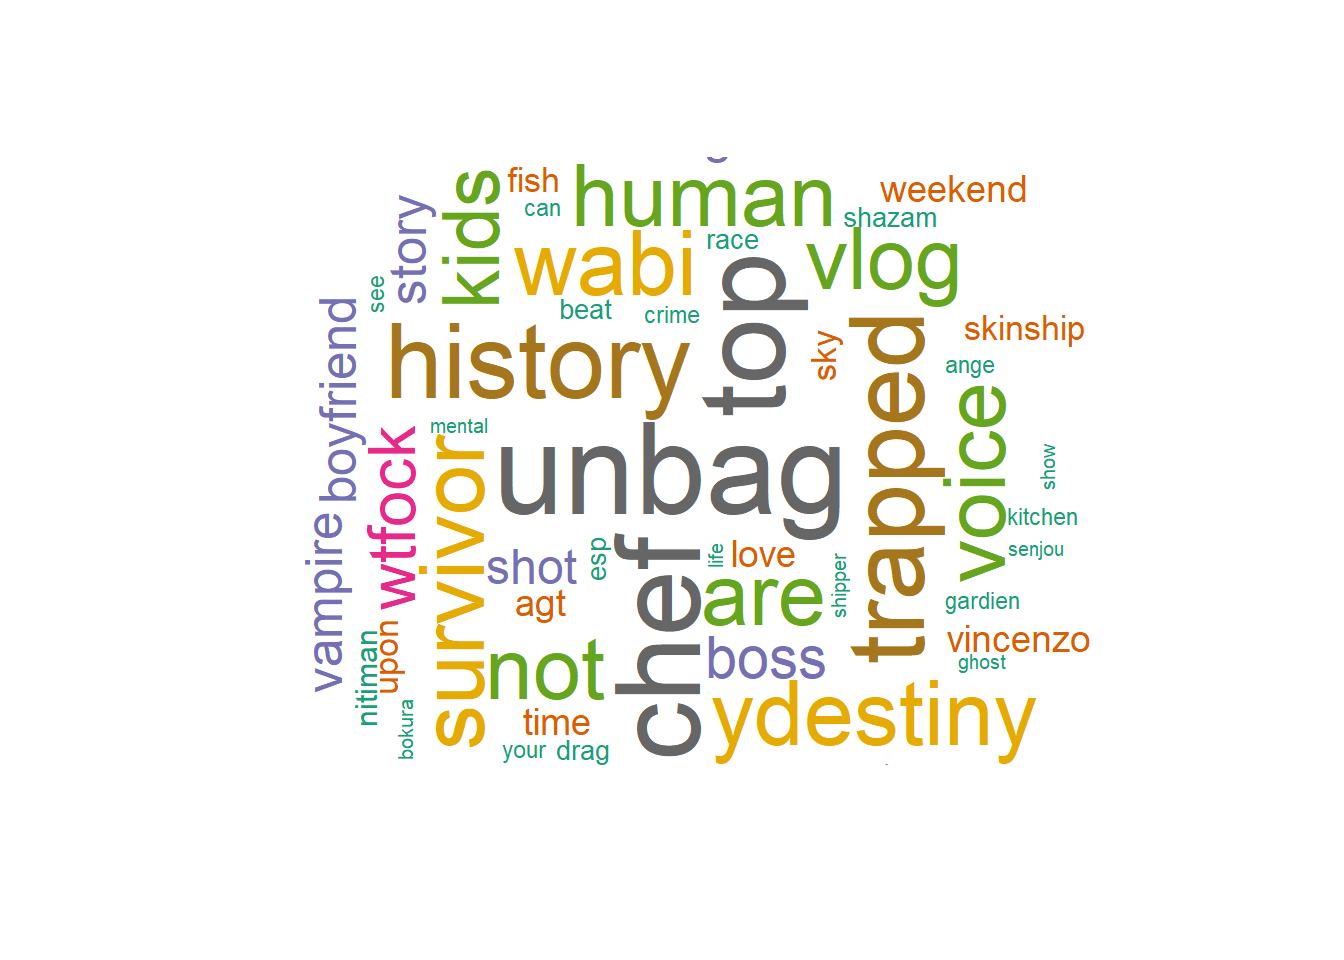 fish
human
weekend
can
shazam
kids
story
wabi
race
vlog
see
beat
crime
top
history
sky
skinship
trapped
ange
boyfriend
mental
wtfock
survivor
unbag
voice
show
kitchen
senjou
vampire
shot
esp
chef
life
love
are
shipper
agt
gardien
nitiman
upon
not
boss
vincenzo
ghost
bokura
time
ydestiny
your
drag